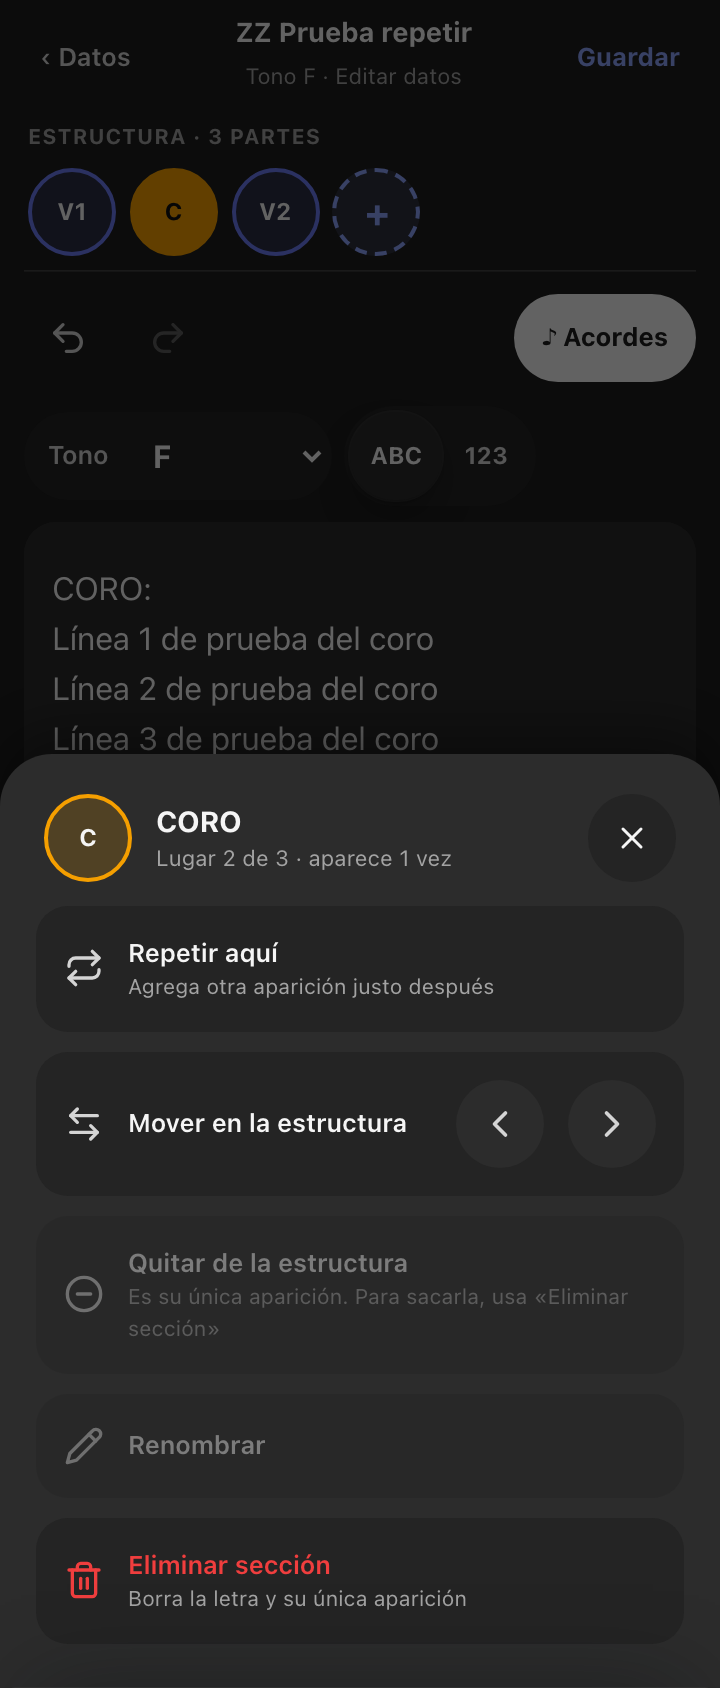 ZZ Prueba repetir
‹ Datos
Guardar
Tono F · Editar datos
ESTRUCTURA · 3 PARTES
V1
C
V2
+
♪ Acordes
Tono
F
ABC
123
CORO:
Línea 1 de prueba del coro
Línea 2 de prueba del coro
Línea 3 de prueba del coro
C
CORO
Lugar 2 de 3 · aparece 1 vez
Repetir aquí
Agrega otra aparición justo después
Mover en la estructura
Quitar de la estructura
Es su única aparición. Para sacarla, usa «Eliminar
sección»
Renombrar
Eliminar sección
Borra la letra y su única aparición